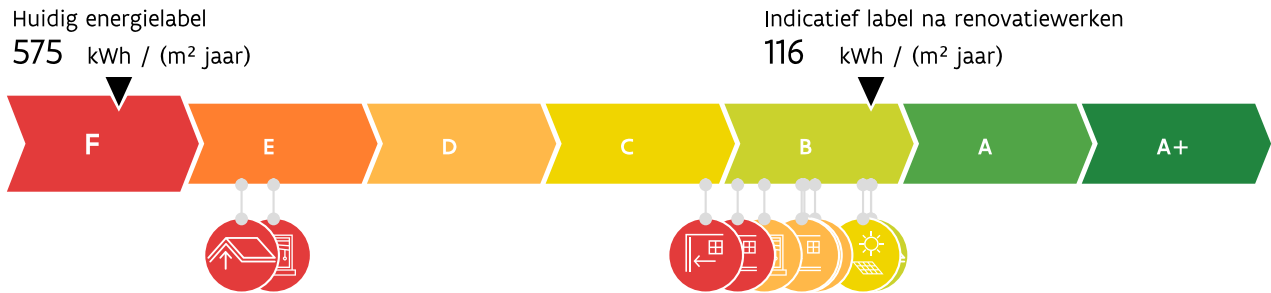 Huidig energielabel
575 kWh / (m² jaar)
Indicatief label na renovatiewerken
116 kWh / (m² jaar)
F E D C B A A+